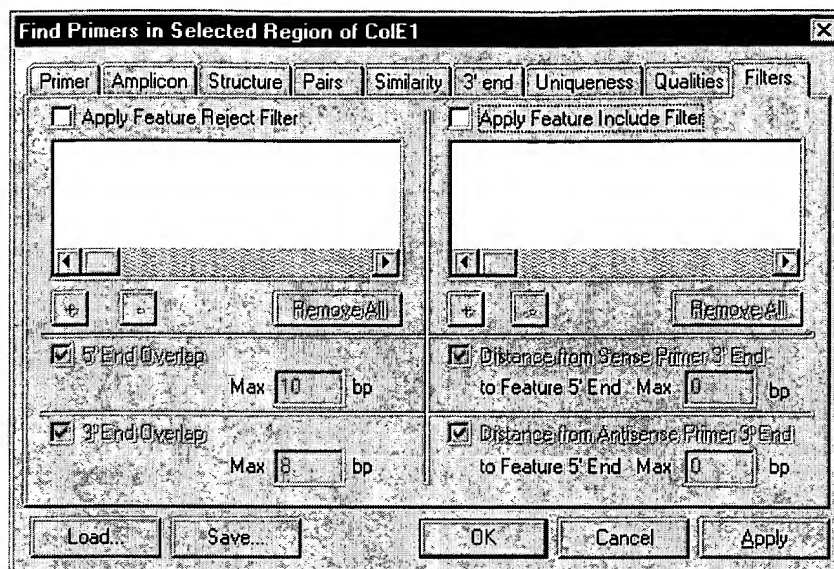 Find Primers in Selected Region of ColE1
Primer Amplicon Structure Pairs Similarity 3' end Uniqueness Qualities Filters
Apply Feature Reject Filter
+ - Remove All
5' End Overlap
Max 10 bp
3' End Overlap
Max 8 bp
Apply Feature Include Filter
+ - Remove All
Distance from Sense Primer 3' End
to Feature 5' End Max 0 bp
Distance from Antisense Primer 3' End
to Feature 5' End Max 0 bp
Load... Save... OK Cancel Apply